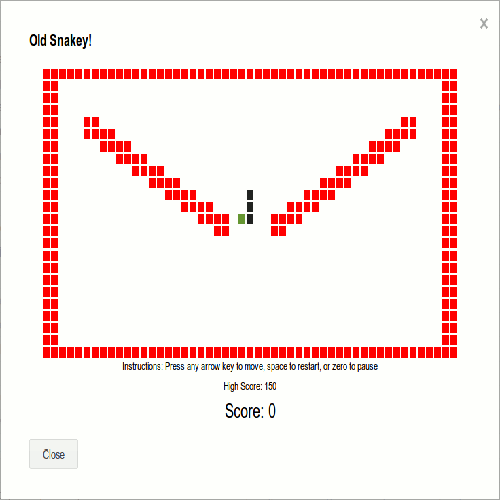 Old Snakey!
x
Instructions: Press any arrow key to move, space to restart, or zero to pause
High Score: 150
Score: 0
Close